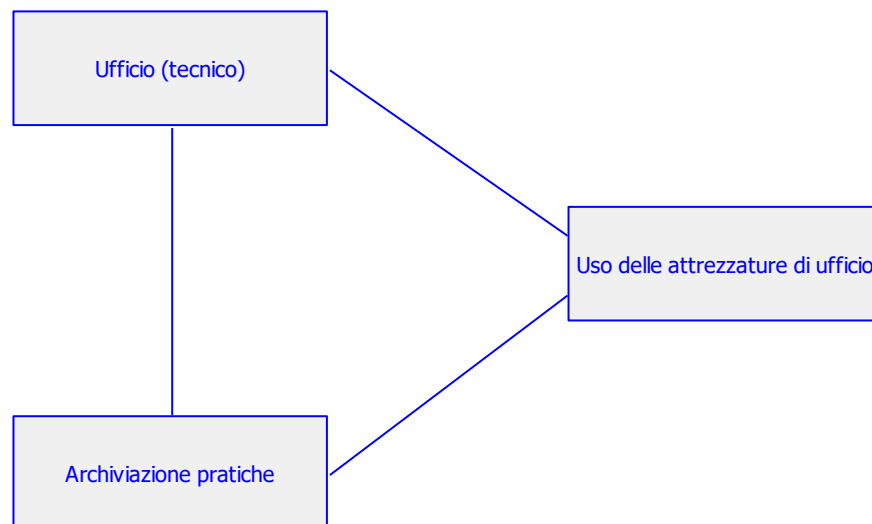 Ufficio (tecnico)
Uso delle attrezzature di ufficio
Archiviazione pratiche